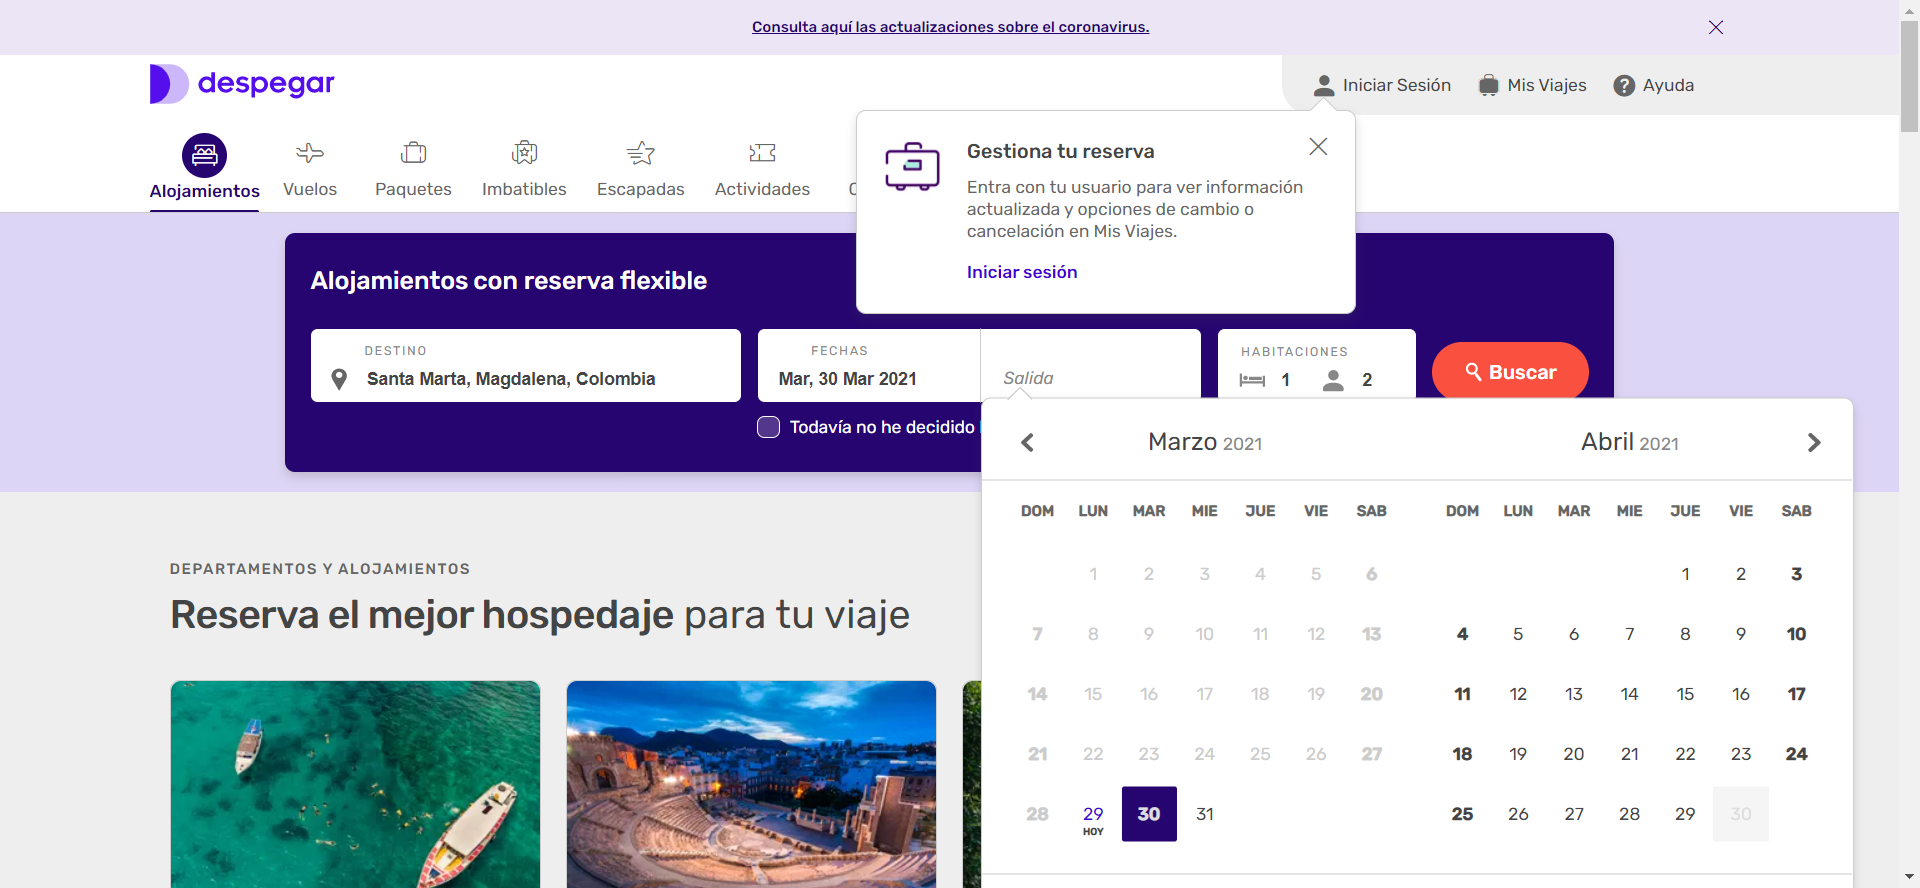 Consulta aquí las actualizaciones sobre el coronavirus.
despegar
Iniciar Sesión
Mis Viajes
Ayuda
Alojamientos
Vuelos
Paquetes
Imbatibles
Escapadas
Actividades
Gestiona tu reserva
Entra con tu usuario para ver información
actualizada y opciones de cambio o
cancelación en Mis Viajes.
Iniciar sesión
Alojamientos con reserva flexible
DESTINO
Santa Marta, Magdalena, Colombia
FECHAS
Mar, 30 Mar 2021
Salida
HABITACIONES
1 2
Buscar
Todavía no he decidido
Marzo 2021
DOM LUN MAR MIE JUE VIE SAB
1 2 3 4 5 6
7 8 9 10 11 12 13
14 15 16 17 18 19 20
21 22 23 24 25 26 27
28 29 30 31
HOY
Abril 2021
DOM LUN MAR MIE JUE VIE SAB
1 2 3
4 5 6 7 8 9 10
11 12 13 14 15 16 17
18 19 20 21 22 23 24
25 26 27 28 29 30
DEPARTAMENTOS Y ALOJAMIENTOS
Reserva el mejor hospedaje para tu viaje